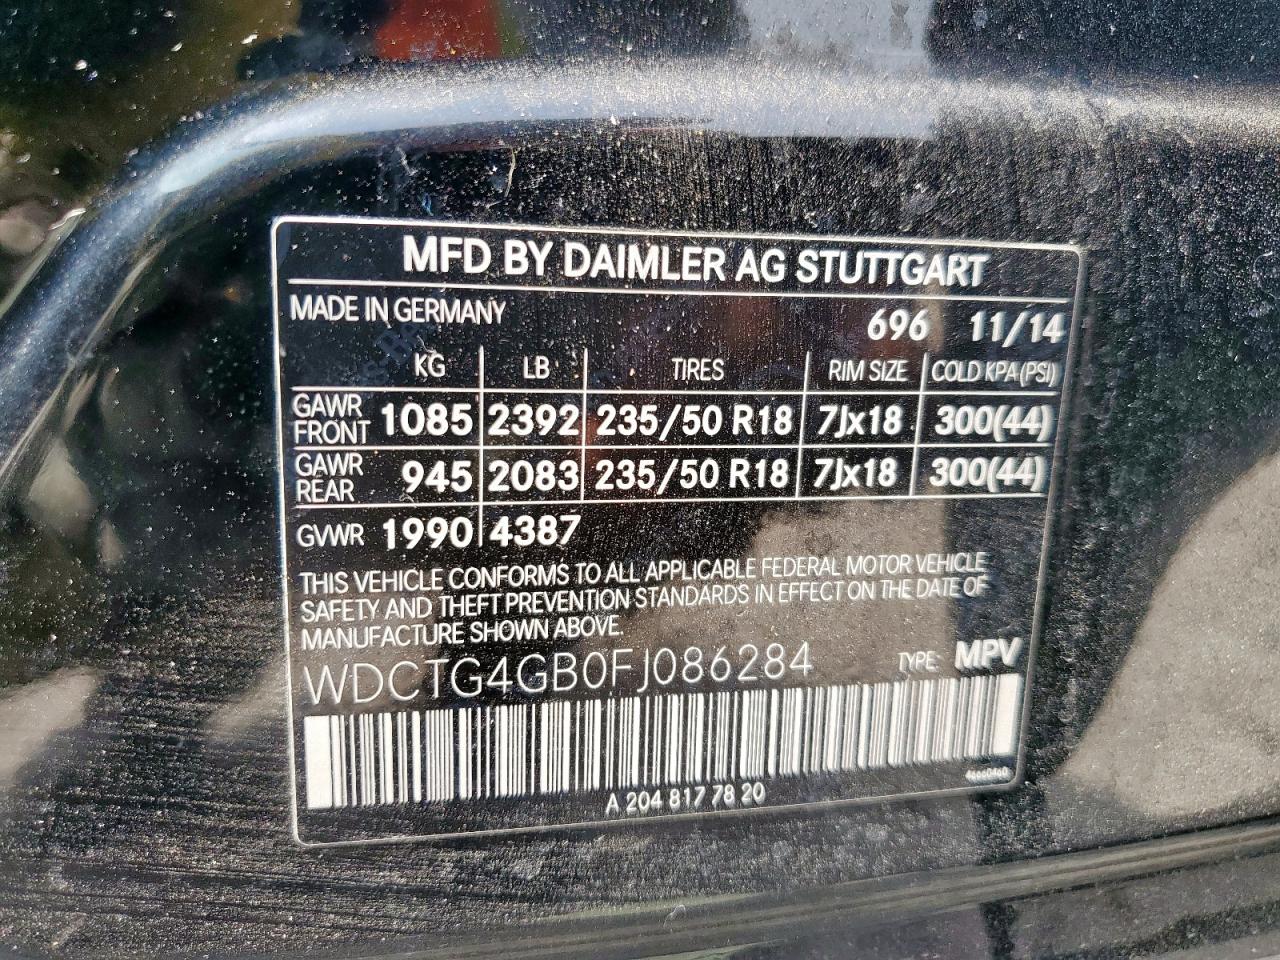 MFD BY DAIMLER AG STUTTGART
MADE IN GERMANY 696 11/14
KG LB TIRES RIM SIZE COLD KPA (PSI)
GAWR FRONT 1085 2392 235/50 R18 7Jx18 300(44)
GAWR REAR 945 2083 235/50 R18 7Jx18 300(44)
GVWR 1990 4387
THIS VEHICLE CONFORMS TO ALL APPLICABLE FEDERAL MOTOR VEHICLE
SAFETY AND THEFT PREVENTION STANDARDS IN EFFECT ON THE DATE OF
MANUFACTURE SHOWN ABOVE.
WDCTG4GB0FJ086284 TYPE: MPV
A 204 817 78 20